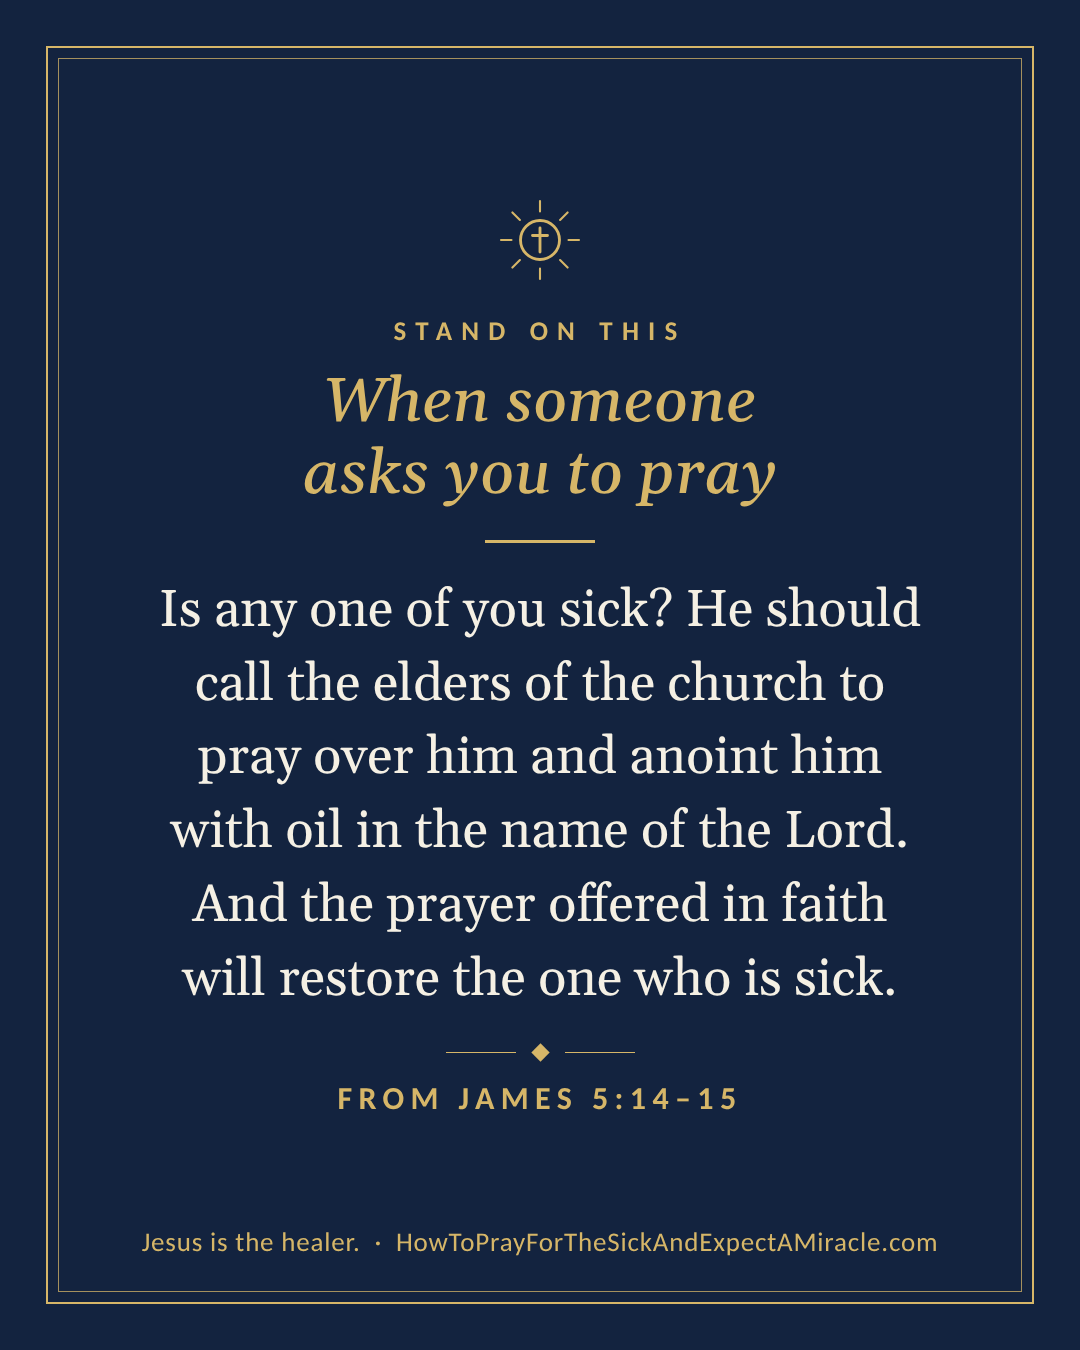 STAND ON THIS
When someone
asks you to pray
Is any one of you sick? He should
call the elders of the church to
pray over him and anoint him
with oil in the name of the Lord.
And the prayer offered in faith
will restore the one who is sick.
FROM JAMES 5:14–15
Jesus is the healer. · HowToPrayForTheSickAndExpectAMiracle.com